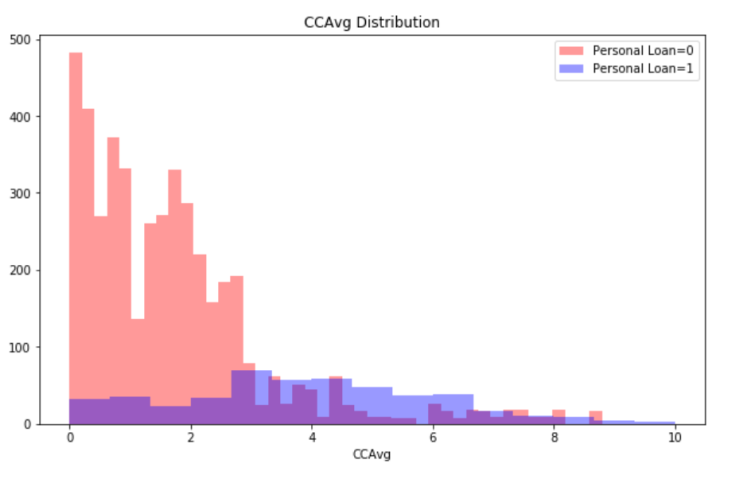 CCAvg Distribution
Personal Loan=0
Personal Loan=1
500
400
300
200
100
0
0 2 4 6 8 10
CCAvg